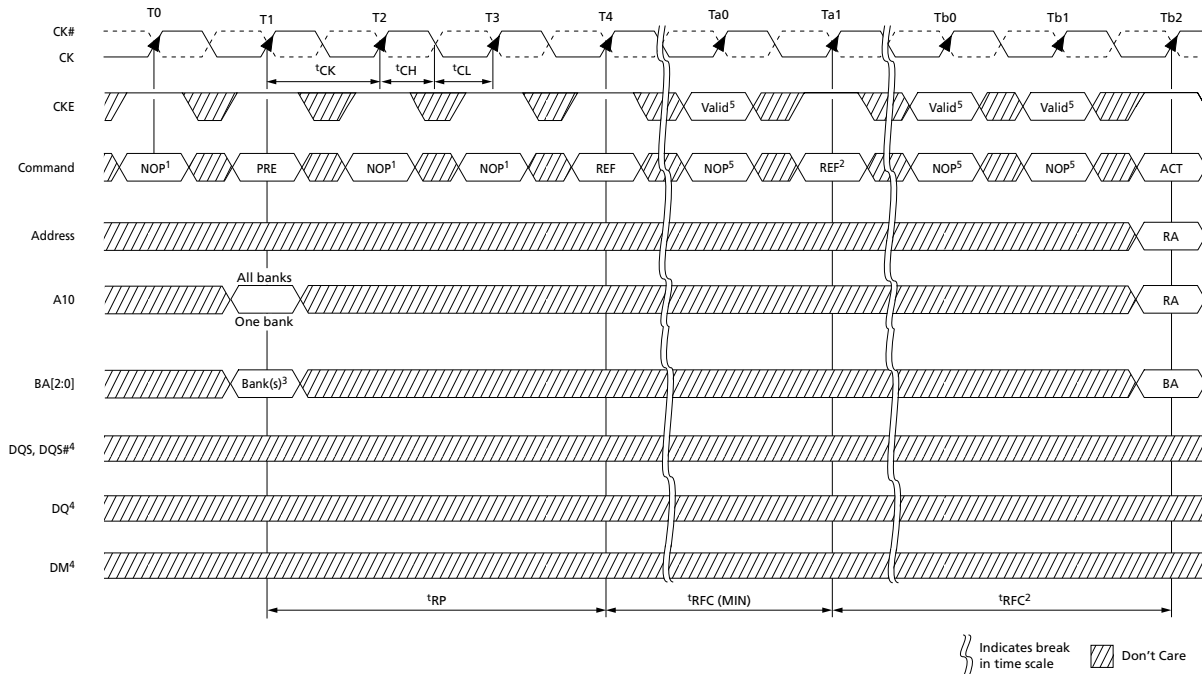 T0 T1 T2 T3 T4 Ta0 Ta1 Tb0 Tb1 Tb2
CK#
CK
tCK tCH tCL
CKE Valid5 Valid5 Valid5
Command NOP1 PRE NOP1 NOP1 REF NOP5 REF2 NOP5 NOP5 ACT
Address RA
All banks
A10 RA
One bank
BA[2:0] Bank(s)3 BA
DQS, DQS#4
DQ4
DM4
tRP tRFC (MIN) tRFC2
Indicates break
in time scale
Don't Care